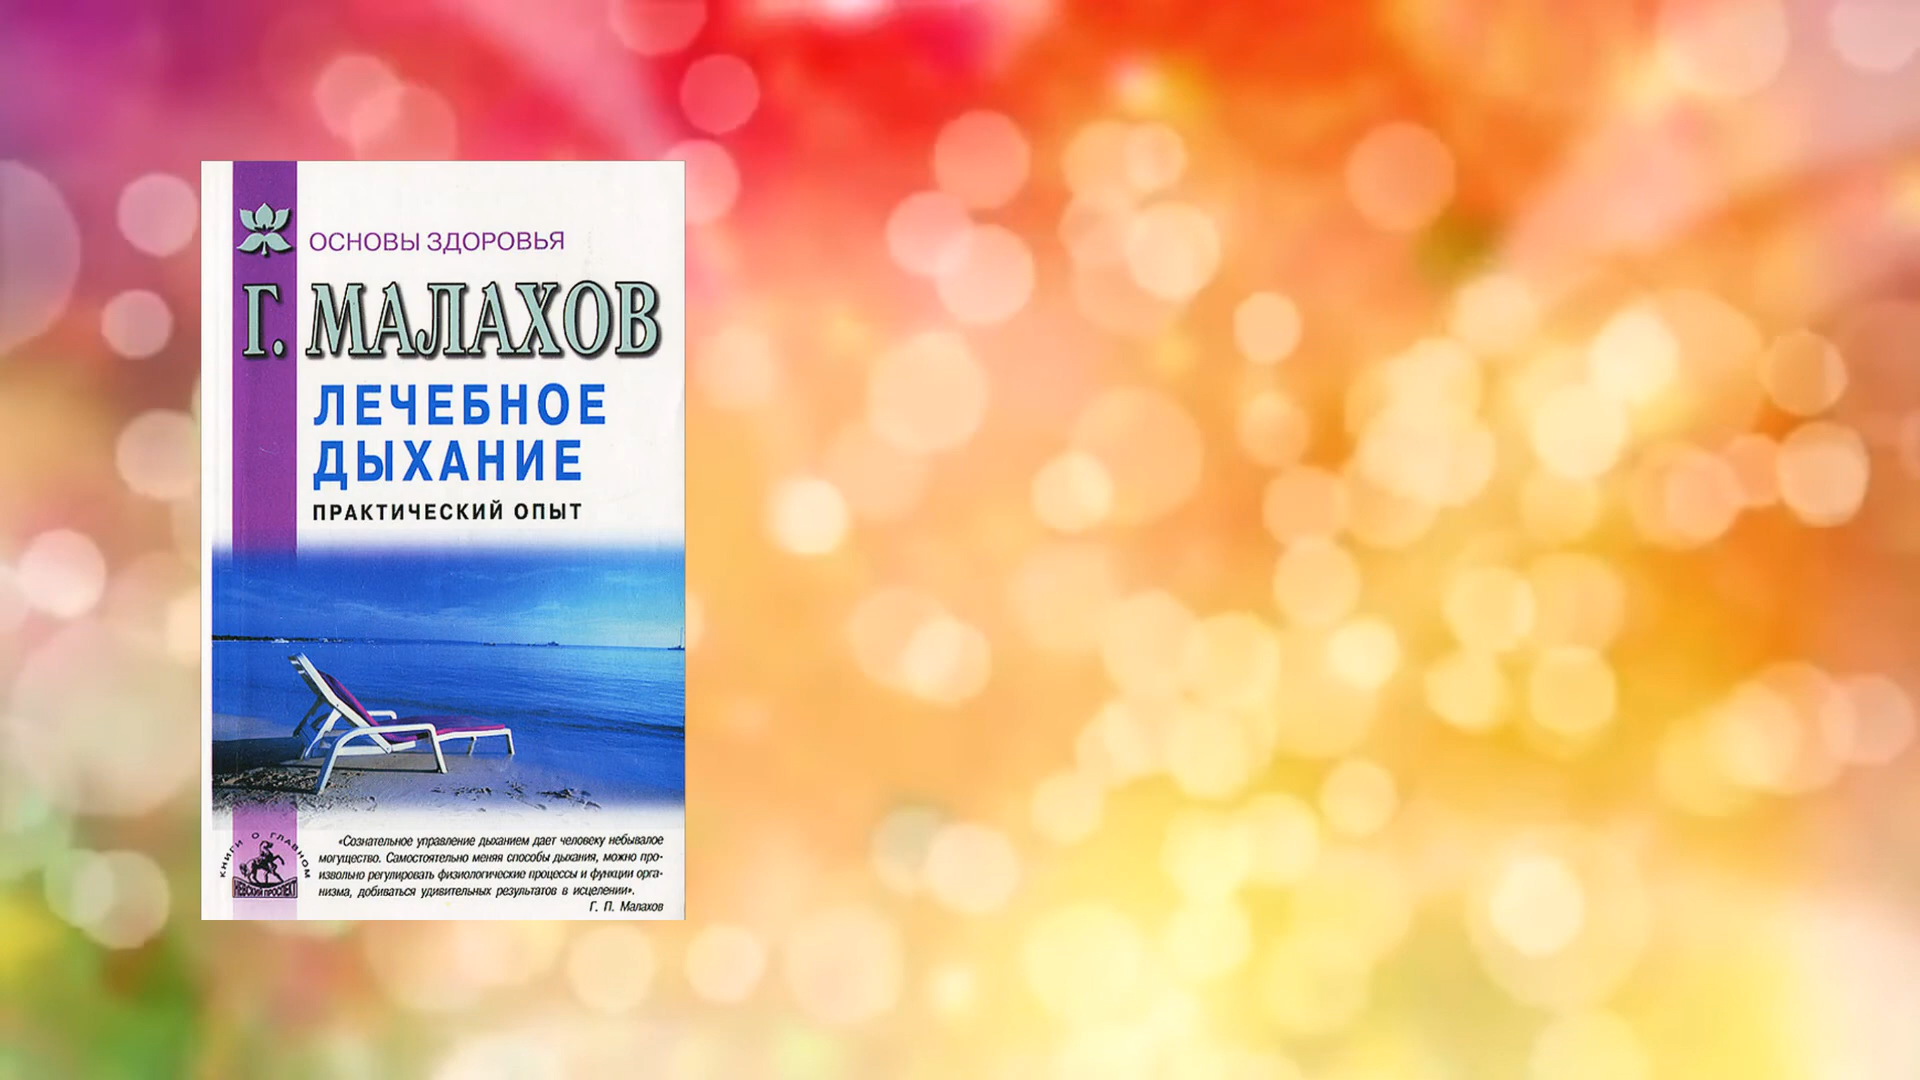 ОСНОВЫ ЗДОРОВЬЯ
Г. МАЛАХОВ
ЛЕЧЕБНОЕ
ДЫХАНИЕ
ПРАКТИЧЕСКИЙ ОПЫТ
КНИГИ О ГЛАВНОМ
НЕВСКИЙ ПРОСПЕКТ
«Сознательное управление дыханием дает человеку небывалое
могущество. Самостоятельно меняя способы дыхания, можно про-
извольно регулировать физиологические процессы и функции орга-
низма, добиваться удивительных результатов в исцелении».
Г. П. Малахов